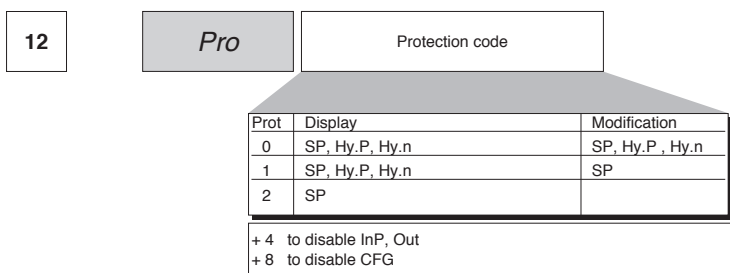 12 Pro Protection code
Prot Display Modification
0 SP, Hy.P, Hy.n SP, Hy.P , Hy.n
1 SP, Hy.P, Hy.n SP
2 SP
+ 4 to disable InP, Out
+ 8 to disable CFG